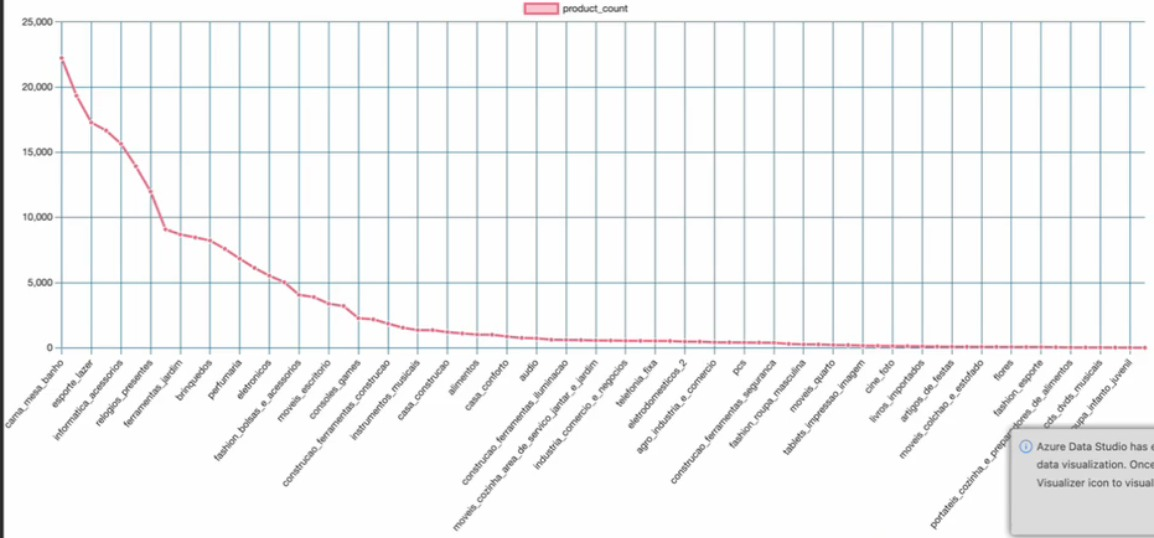 product_count
25,000
20,000
15,000
10,000
5,000
0
cama_mesa_banho
esporte_lazer
informatica_acessorios
relogios_presentes
ferramentas_jardim
brinquedos
perfumaria
eletronicos
fashion_bolsas_e_acessorios
moveis_escritorio
consoles_games
construcao_ferramentas_construcao
instrumentos_musicais
casa_construcao
alimentos
casa_conforto
audio
construcao_ferramentas_iluminacao
moveis_cozinha_area_de_servico_jantar_e_jardim
industria_comercio_e_negocios
telefonia_fixa
eletrodomesticos_2
agro_industria_e_comercio
pcs
construcao_ferramentas_seguranca
fashion_roupa_masculina
moveis_quarto
tablets_impressao_imagem
cine_foto
livros_importados
artigos_de_festas
moveis_colchao_e_estofado
flores
fashion_esporte
portateis_cozinha_e_preparadores_de_alimentos
cds_dvds_musicais
oupa_infanto_juvenil
Azure Data Studio has e
data visualization. Once
Visualizer icon to visual